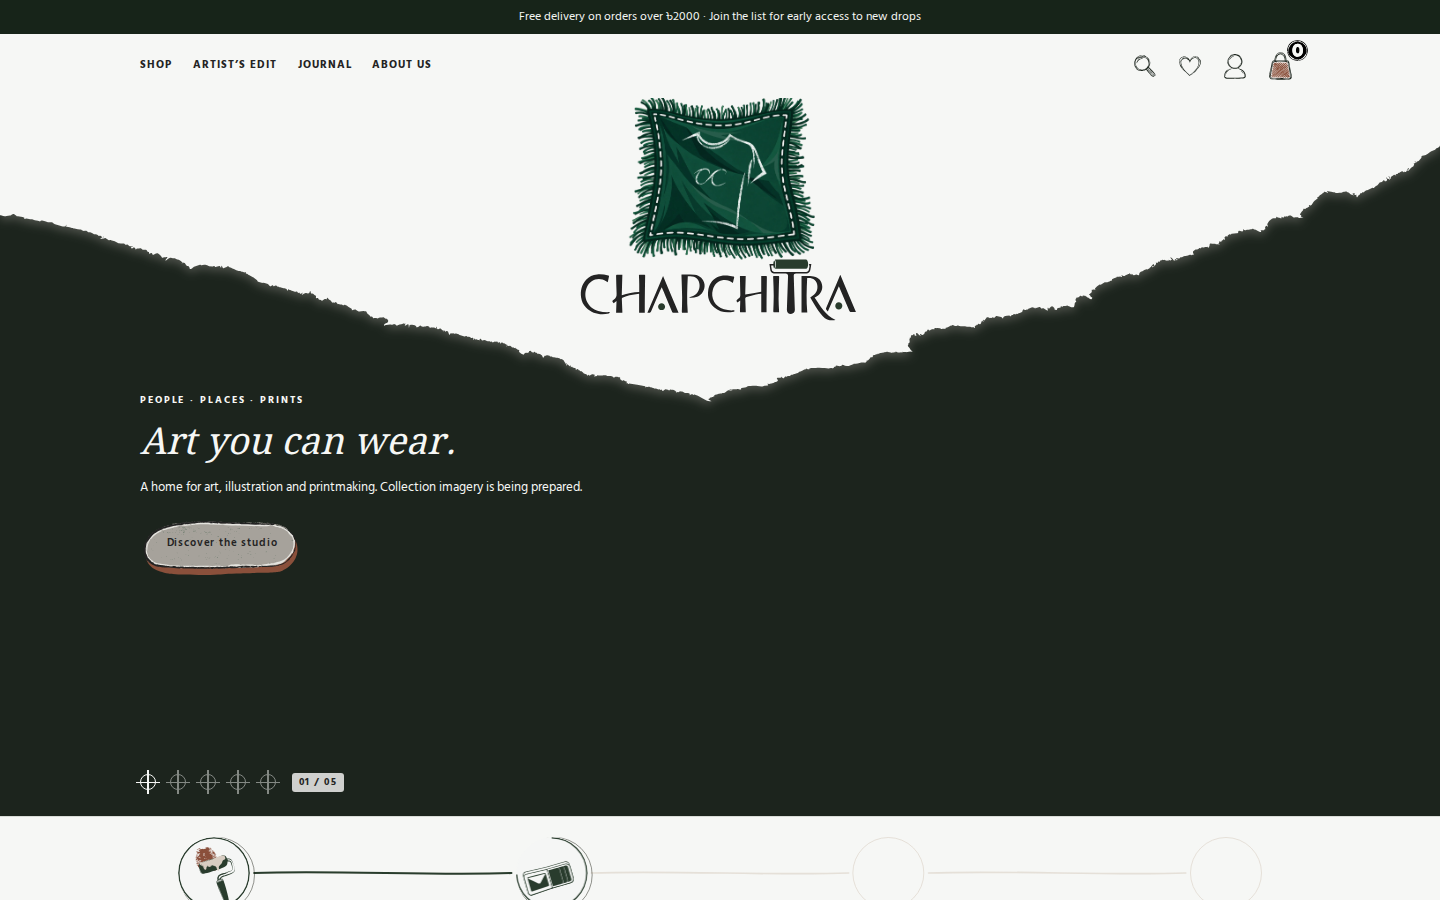 Free delivery on orders over ৳2000 · Join the list for early access to new drops
SHOP ARTIST’S EDIT JOURNAL ABOUT US
0
OC
CHAPCHITRA
PEOPLE · PLACES · PRINTS
Art you can wear.
A home for art, illustration and printmaking. Collection imagery is being prepared.
Discover the studio
01 / 05